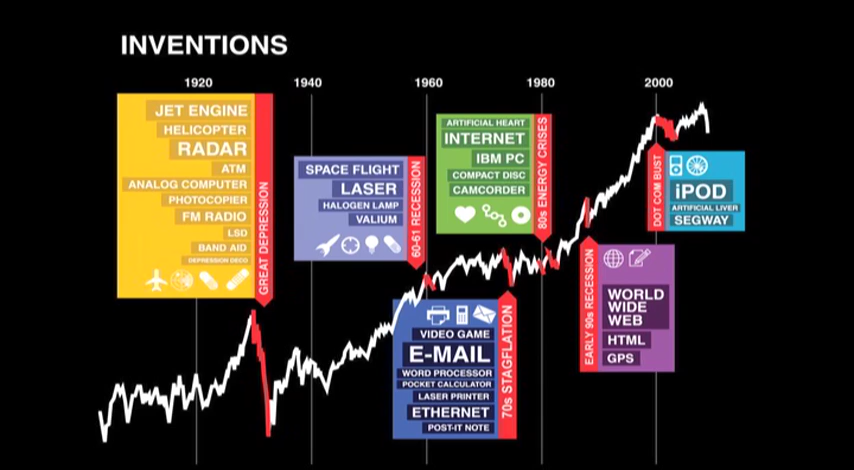 INVENTIONS
1920
1940
1960
1980
2000
JET ENGINE
HELICOPTER
RADAR
ATM
ANALOG COMPUTER
PHOTOCOPIER
FM RADIO
LSD
BAND AID
DEPRESSION DECO
GREAT DEPRESSION
SPACE FLIGHT
LASER
HALOGEN LAMP
VALIUM
60-61 RECESSION
ARTIFICIAL HEART
INTERNET
IBM PC
COMPACT DISC
CAMCORDER
80s ENERGY CRISES
DOT COM BUST
iPOD
ARTIFICIAL LIVER
SEGWAY
VIDEO GAME
E-MAIL
WORD PROCESSOR
POCKET CALCULATOR
LASER PRINTER
ETHERNET
POST-IT NOTE
70s STAGFLATION
EARLY 90s RECESSION
WORLD
WIDE
WEB
HTML
GPS